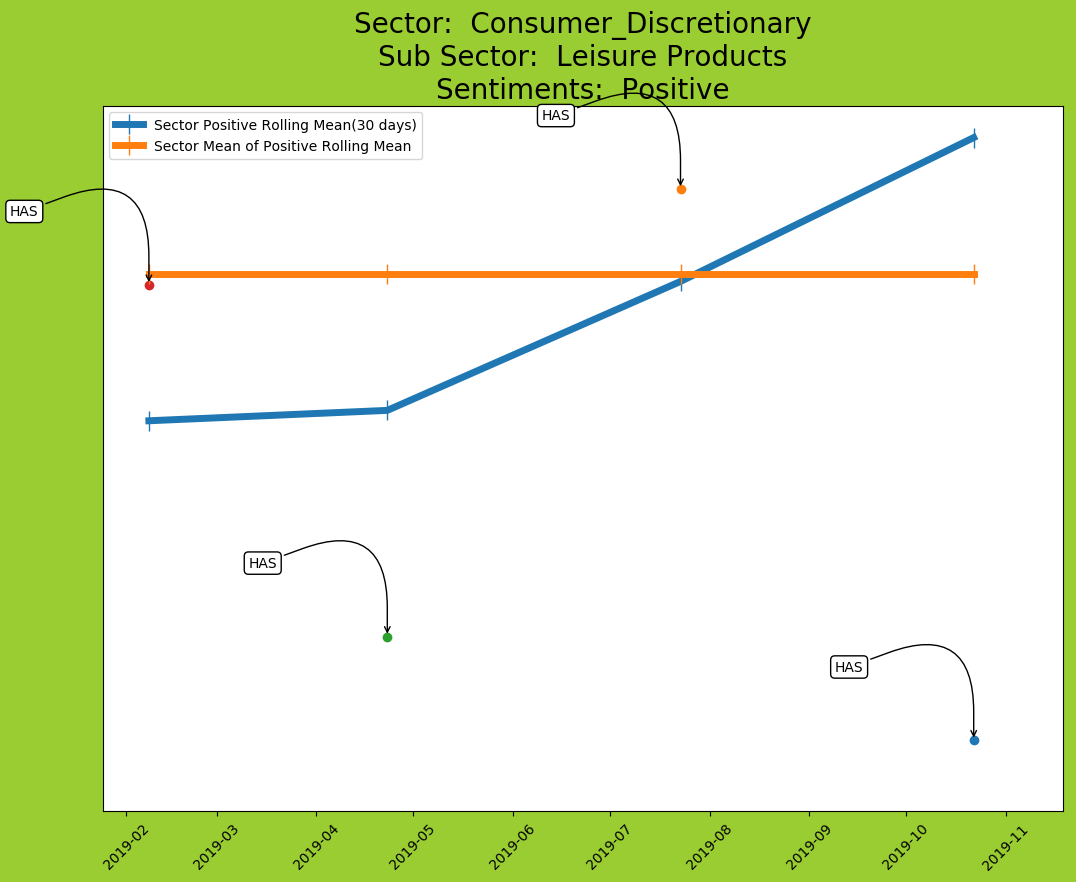 Sector:  Consumer_Discretionary
Sub Sector:  Leisure Products
Sentiments:  Positive
HAS
Sector Positive Rolling Mean(30 days)
Sector Mean of Positive Rolling Mean
HAS
HAS
HAS
2019-02
2019-03
2019-04
2019-05
2019-06
2019-07
2019-08
2019-09
2019-10
2019-11